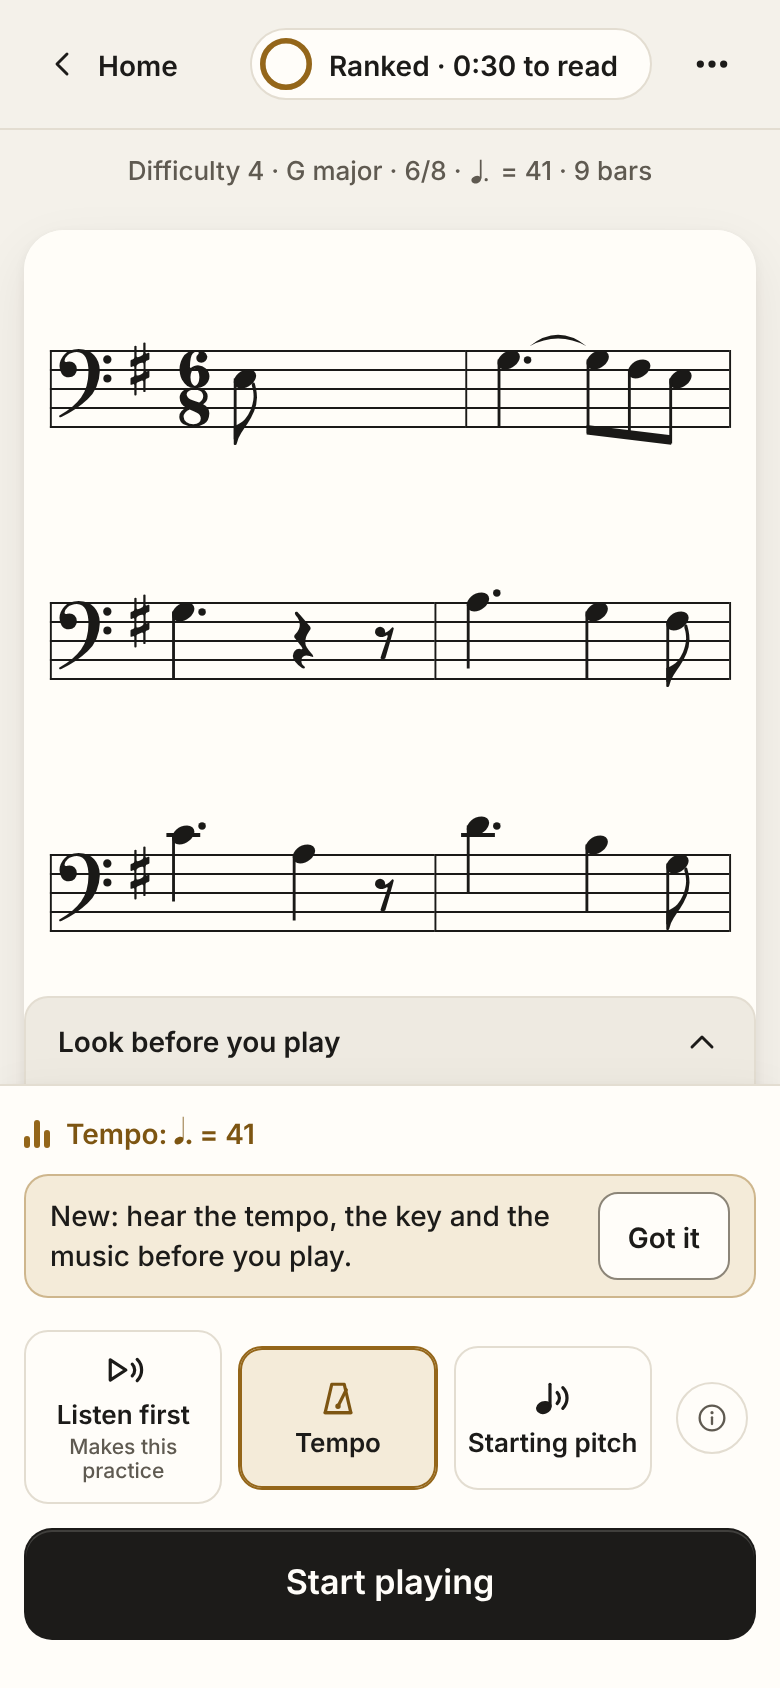 Home
Ranked · 0:30 to read
Difficulty 4 · G major · 6/8 · ♩. = 41 · 9 bars
6
8
Look before you play
Tempo: ♩. = 41
New: hear the tempo, the key and the
music before you play.
Got it
Listen first
Makes this
practice
Tempo
Starting pitch
Start playing